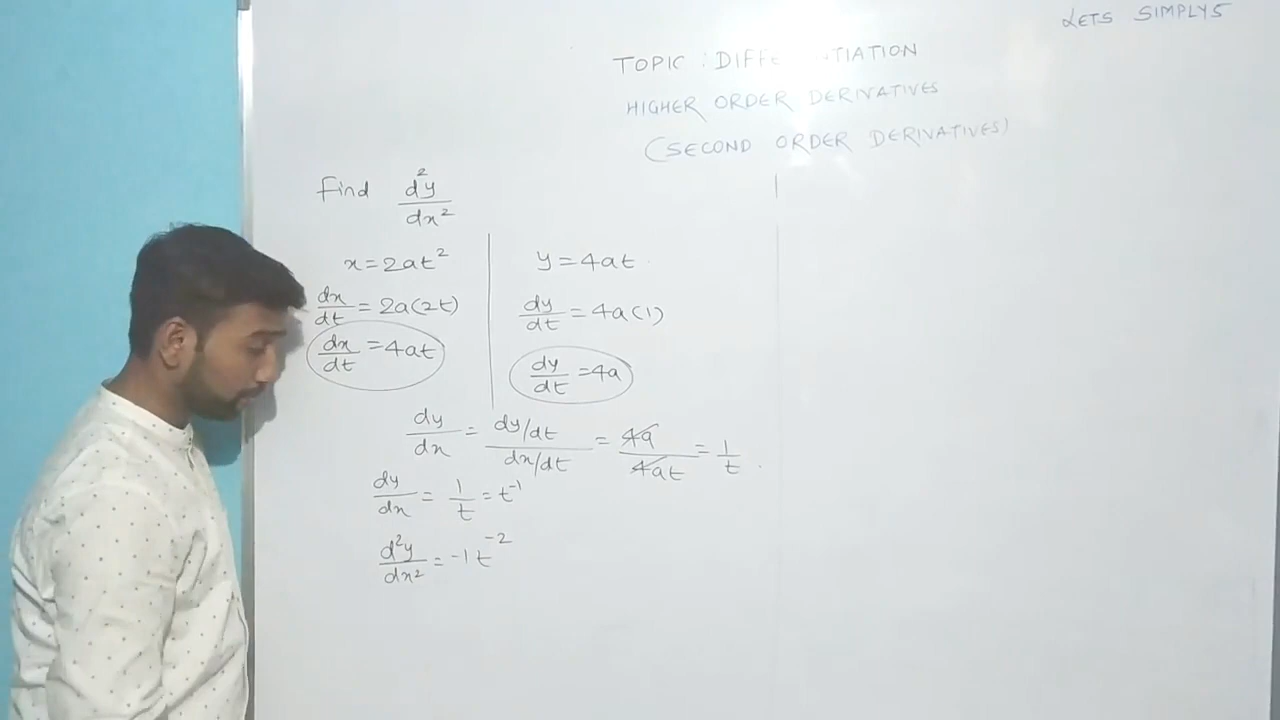 LETS SIMPLY5
TOPIC : DIFFE TIATION
HIGHER ORDER DERIVATIVES
(SECOND ORDER DERIVATIVES)
Find d²y/dx²
x=2at²
dx/dt = 2a(2t)
dx/dt = 4at
y=4at
dy/dt = 4a(1)
dy/dt = 4a
dy/dx = (dy/dt)/(dx/dt) = 4a/4at = 1/t
dy/dx = 1/t = t⁻¹
d²y/dx² = -1 t⁻²